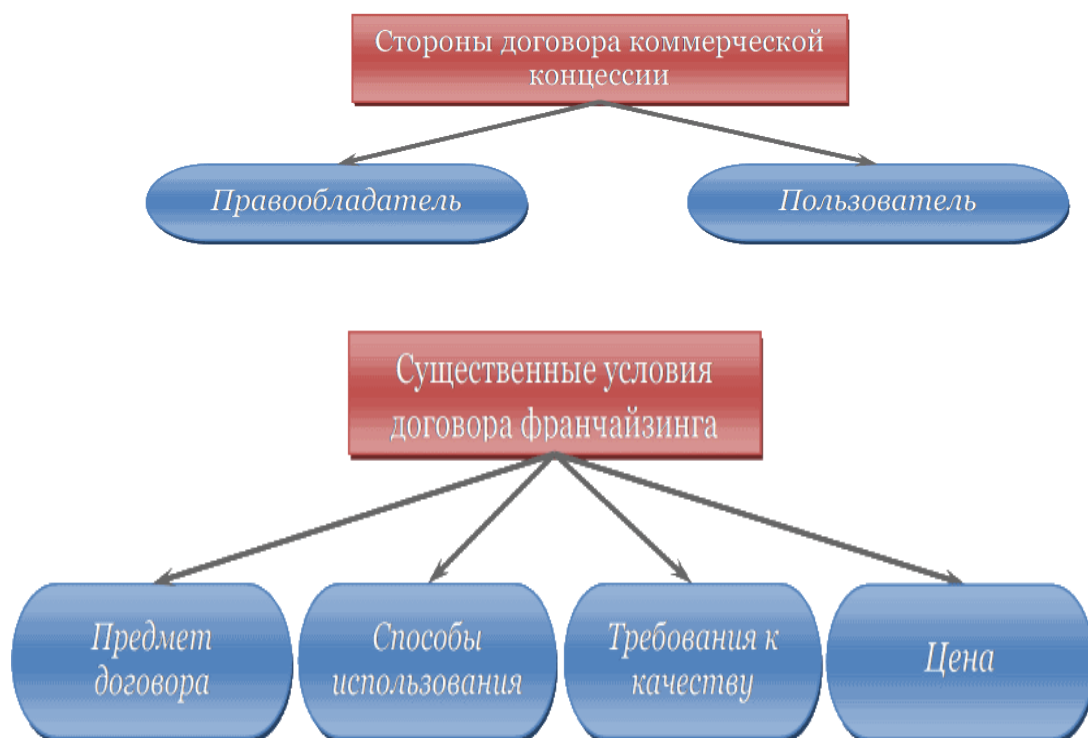 Стороны договора коммерческой
концессии
Правообладатель
Пользователь
Существенные условия
договора франчайзинга
Предмет
договора
Способы
использования
Требования к
качеству
Цена